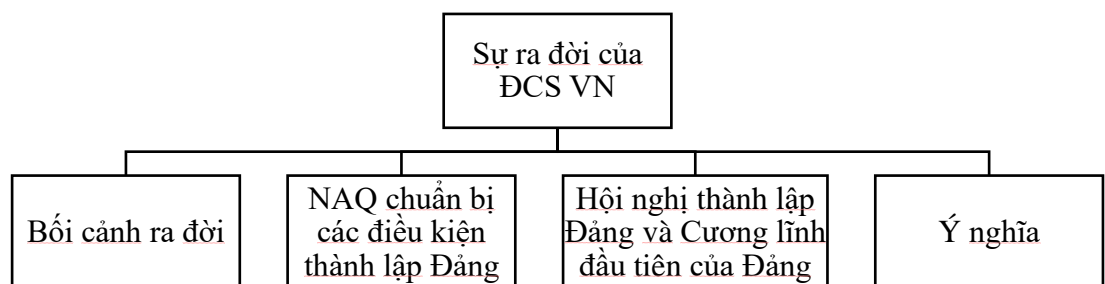 Sự ra đời của
ĐCS VN
Bối cảnh ra đời
NAQ chuẩn bị
các điều kiện
thành lập Đảng
Hội nghị thành lập
Đảng và Cương lĩnh
đầu tiên của Đảng
Ý nghĩa